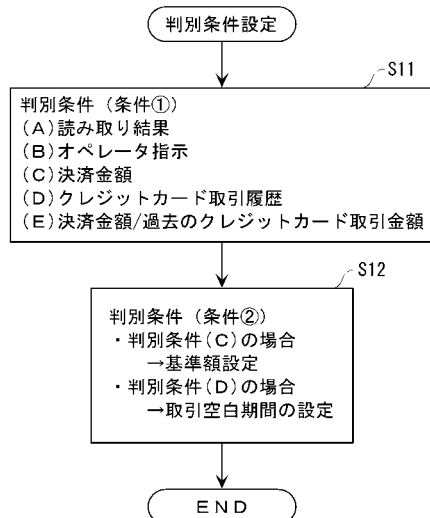 判別条件設定
S11
判別条件（条件①）
（A）読み取り結果
（B）オペレータ指示
（C）決済金額
（D）クレジットカード取引履歴
（E）決済金額/過去のクレジットカード取引金額
S12
判別条件（条件②）
・判別条件（C）の場合
→基準額設定
・判別条件（D）の場合
→取引空白期間の設定
END